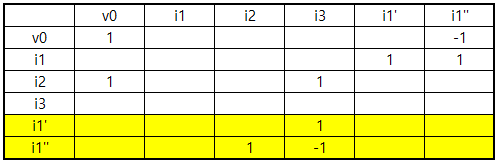 v0 i1 i2 i3 i1' i1"
v0 1 -1
i1 1 1
i2 1 1
i3
i1' 1
i1" 1 -1